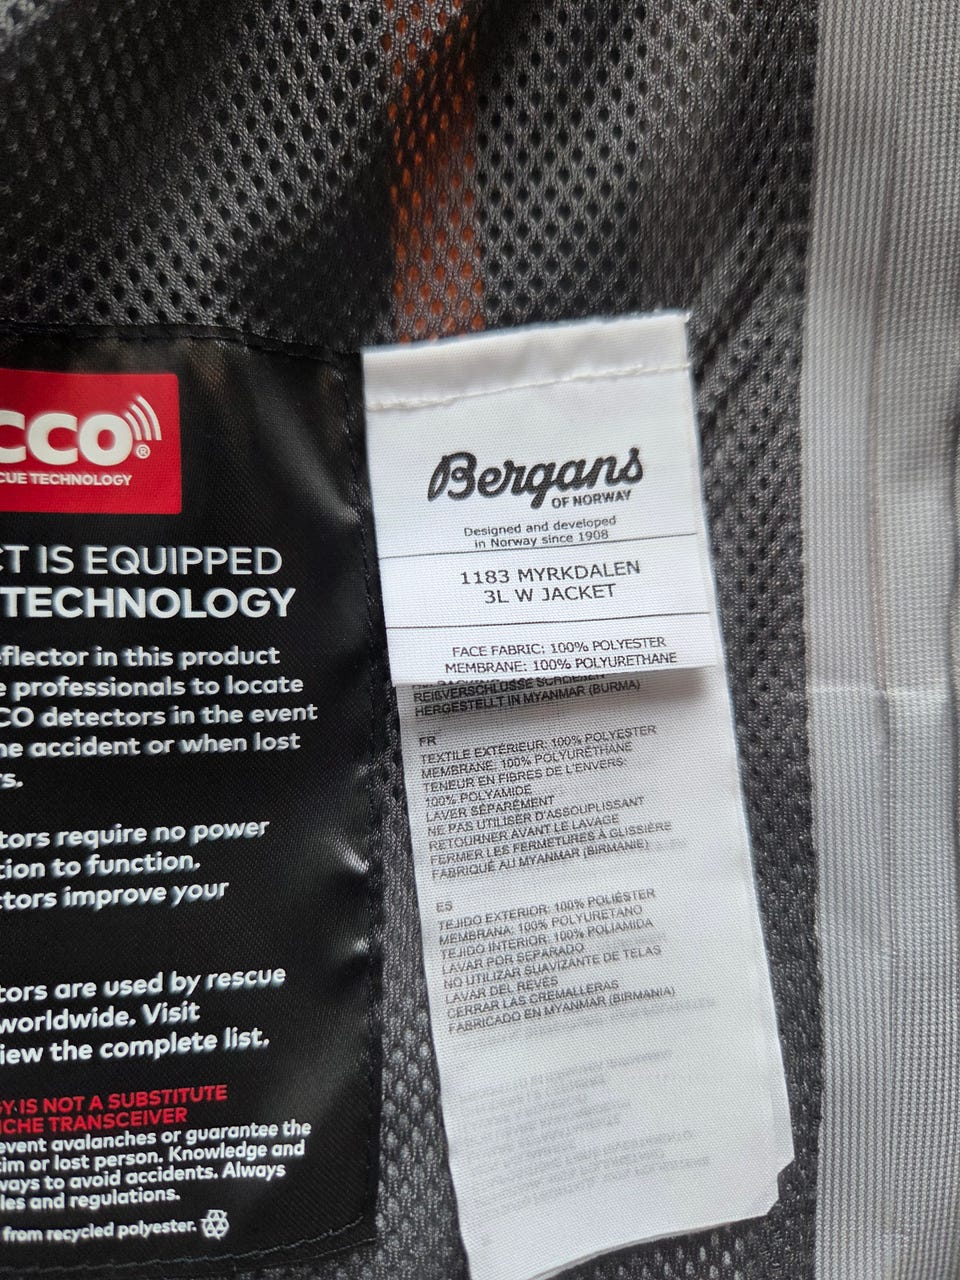 CCO
®
CUE TECHNOLOGY
CT IS EQUIPPED
TECHNOLOGY
eflector in this product
e professionals to locate
CO detectors in the event
he accident or when lost
rs.
tors require no power
tion to function.
ctors improve your
tors are used by rescue
worldwide. Visit
iew the complete list.
GY IS NOT A SUBSTITUTE
NCHE TRANSCEIVER
event avalanches or guarantee the
tim or lost person. Knowledge and
ways to avoid accidents. Always
les and regulations.
from recycled polyester.
Bergans
OF NORWAY
Designed and developed
in Norway since 1908
1183 MYRKDALEN
3L W JACKET
FACE FABRIC: 100% POLYESTER
MEMBRANE: 100% POLYURETHANE
REIßVERSCHLÜSSE SCHLIEßEN
HERGESTELLT IN MYANMAR (BURMA)
FR
TEXTILE EXTÉRIEUR: 100% POLYESTER
MEMBRANE: 100% POLYURÉTHANE
TENEUR EN FIBRES DE L'ENVERS:
100% POLYAMIDE
LAVER SÉPARÉMENT
NE PAS UTILISER D'ASSOUPLISSANT
RETOURNER AVANT LE LAVAGE
FERMER LES FERMETURES À GLISSIÈRE
FABRIQUÉ AU MYANMAR (BIRMANIE)
ES
TEJIDO EXTERIOR: 100% POLIÉSTER
MEMBRANA: 100% POLYURETANO
TEJIDO INTERIOR: 100% POLIAMIDA
LAVAR POR SEPARADO
NO UTILIZAR SUAVIZANTE DE TELAS
LAVAR DEL REVÉS
CERRAR LAS CREMALLERAS
FABRICADO EN MYANMAR (BIRMANIA)